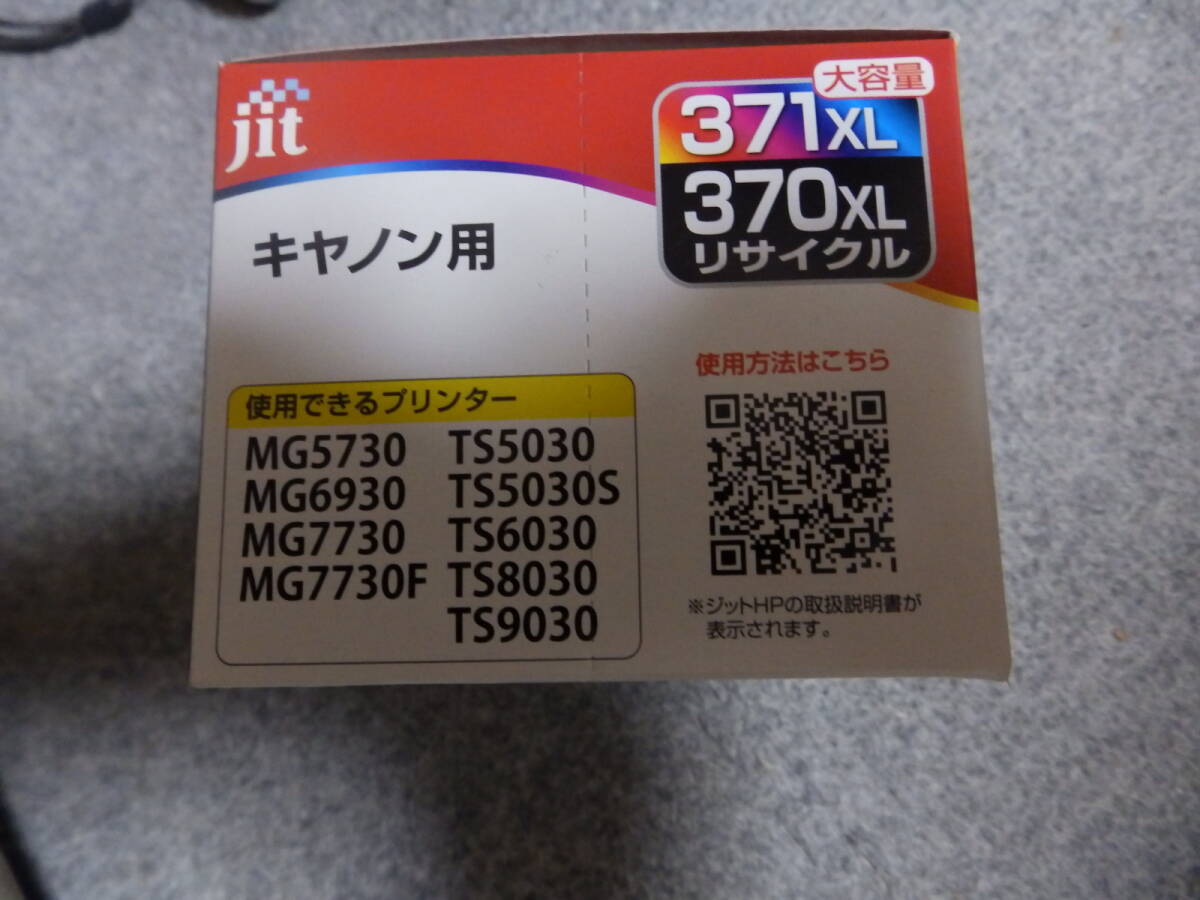 jit
大容量
371XL
370XL
リサイクル
キヤノン用
使用できるプリンター
MG5730
MG6930
MG7730
MG7730F
TS5030
TS5030S
TS6030
TS8030
TS9030
使用方法はこちら
※ジットHPの取扱説明書が
表示されます。